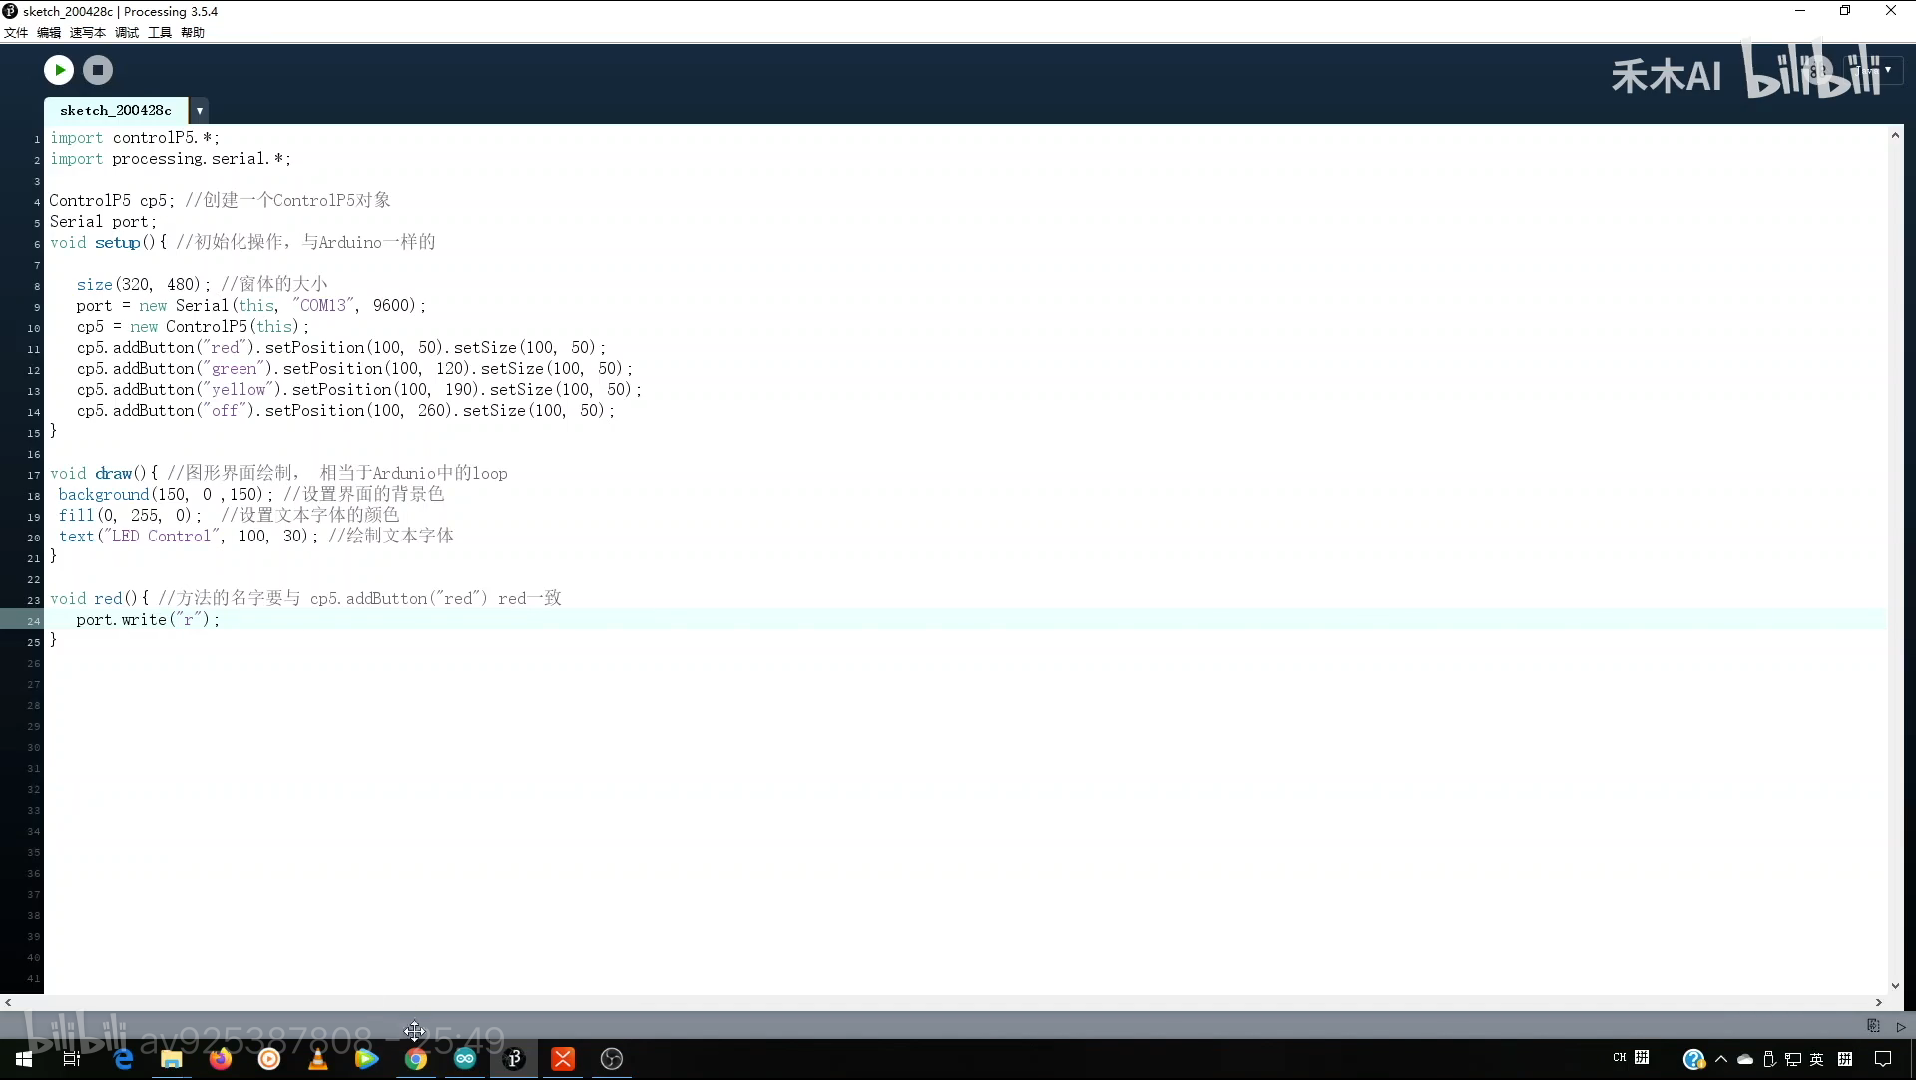 sketch_200428c | Processing 3.5.4
文件 编辑 速写本 调试 工具 帮助
禾木AI bilibili
sketch_200428c
1 import controlP5.*;
2 import processing.serial.*;
3
4 ControlP5 cp5; //创建一个ControlP5对象
5 Serial port;
6 void setup(){ //初始化操作，与Arduino一样的
7
8 size(320, 480); //窗体的大小
9 port = new Serial(this, "COM13", 9600);
10 cp5 = new ControlP5(this);
11 cp5.addButton("red").setPosition(100, 50).setSize(100, 50);
12 cp5.addButton("green").setPosition(100, 120).setSize(100, 50);
13 cp5.addButton("yellow").setPosition(100, 190).setSize(100, 50);
14 cp5.addButton("off").setPosition(100, 260).setSize(100, 50);
15 }
16
17 void draw(){ //图形界面绘制， 相当于Ardunio中的loop
18 background(150, 0 ,150); //设置界面的背景色
19 fill(0, 255, 0); //设置文本字体的颜色
20 text("LED Control", 100, 30); //绘制文本字体
21 }
22
23 void red(){ //方法的名字要与 cp5.addButton("red") red一致
24 port.write("r");
25 }
26
27
28
29
30
31
32
33
34
35
36
37
38
39
40
41
bilibili av925387808 - 25:49
CH 拼 英 拼